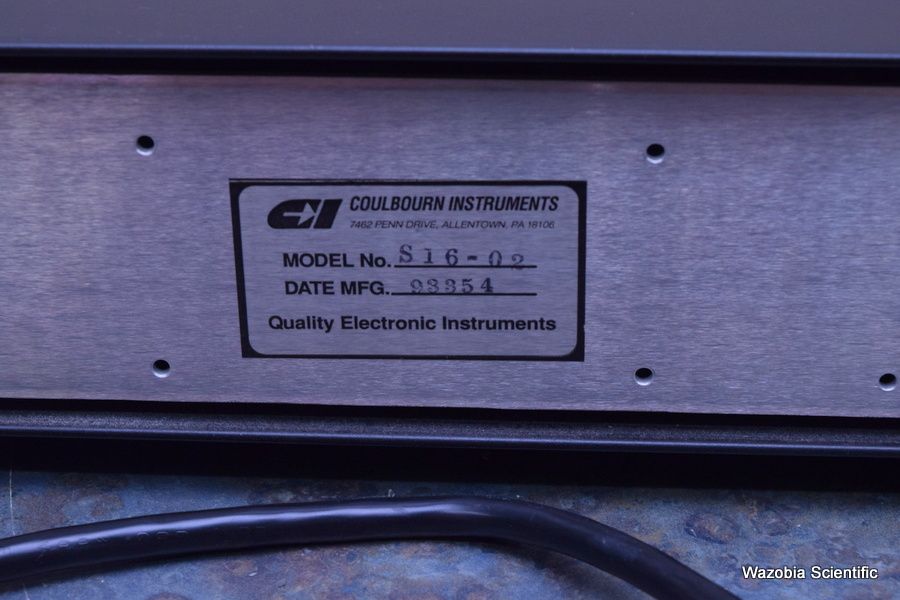 CI COULBOURN INSTRUMENTS
7462 PENN DRIVE, ALLENTOWN, PA 18106
MODEL No. S16-02
DATE MFG. 98354
Quality Electronic Instruments
Wazobia Scientific